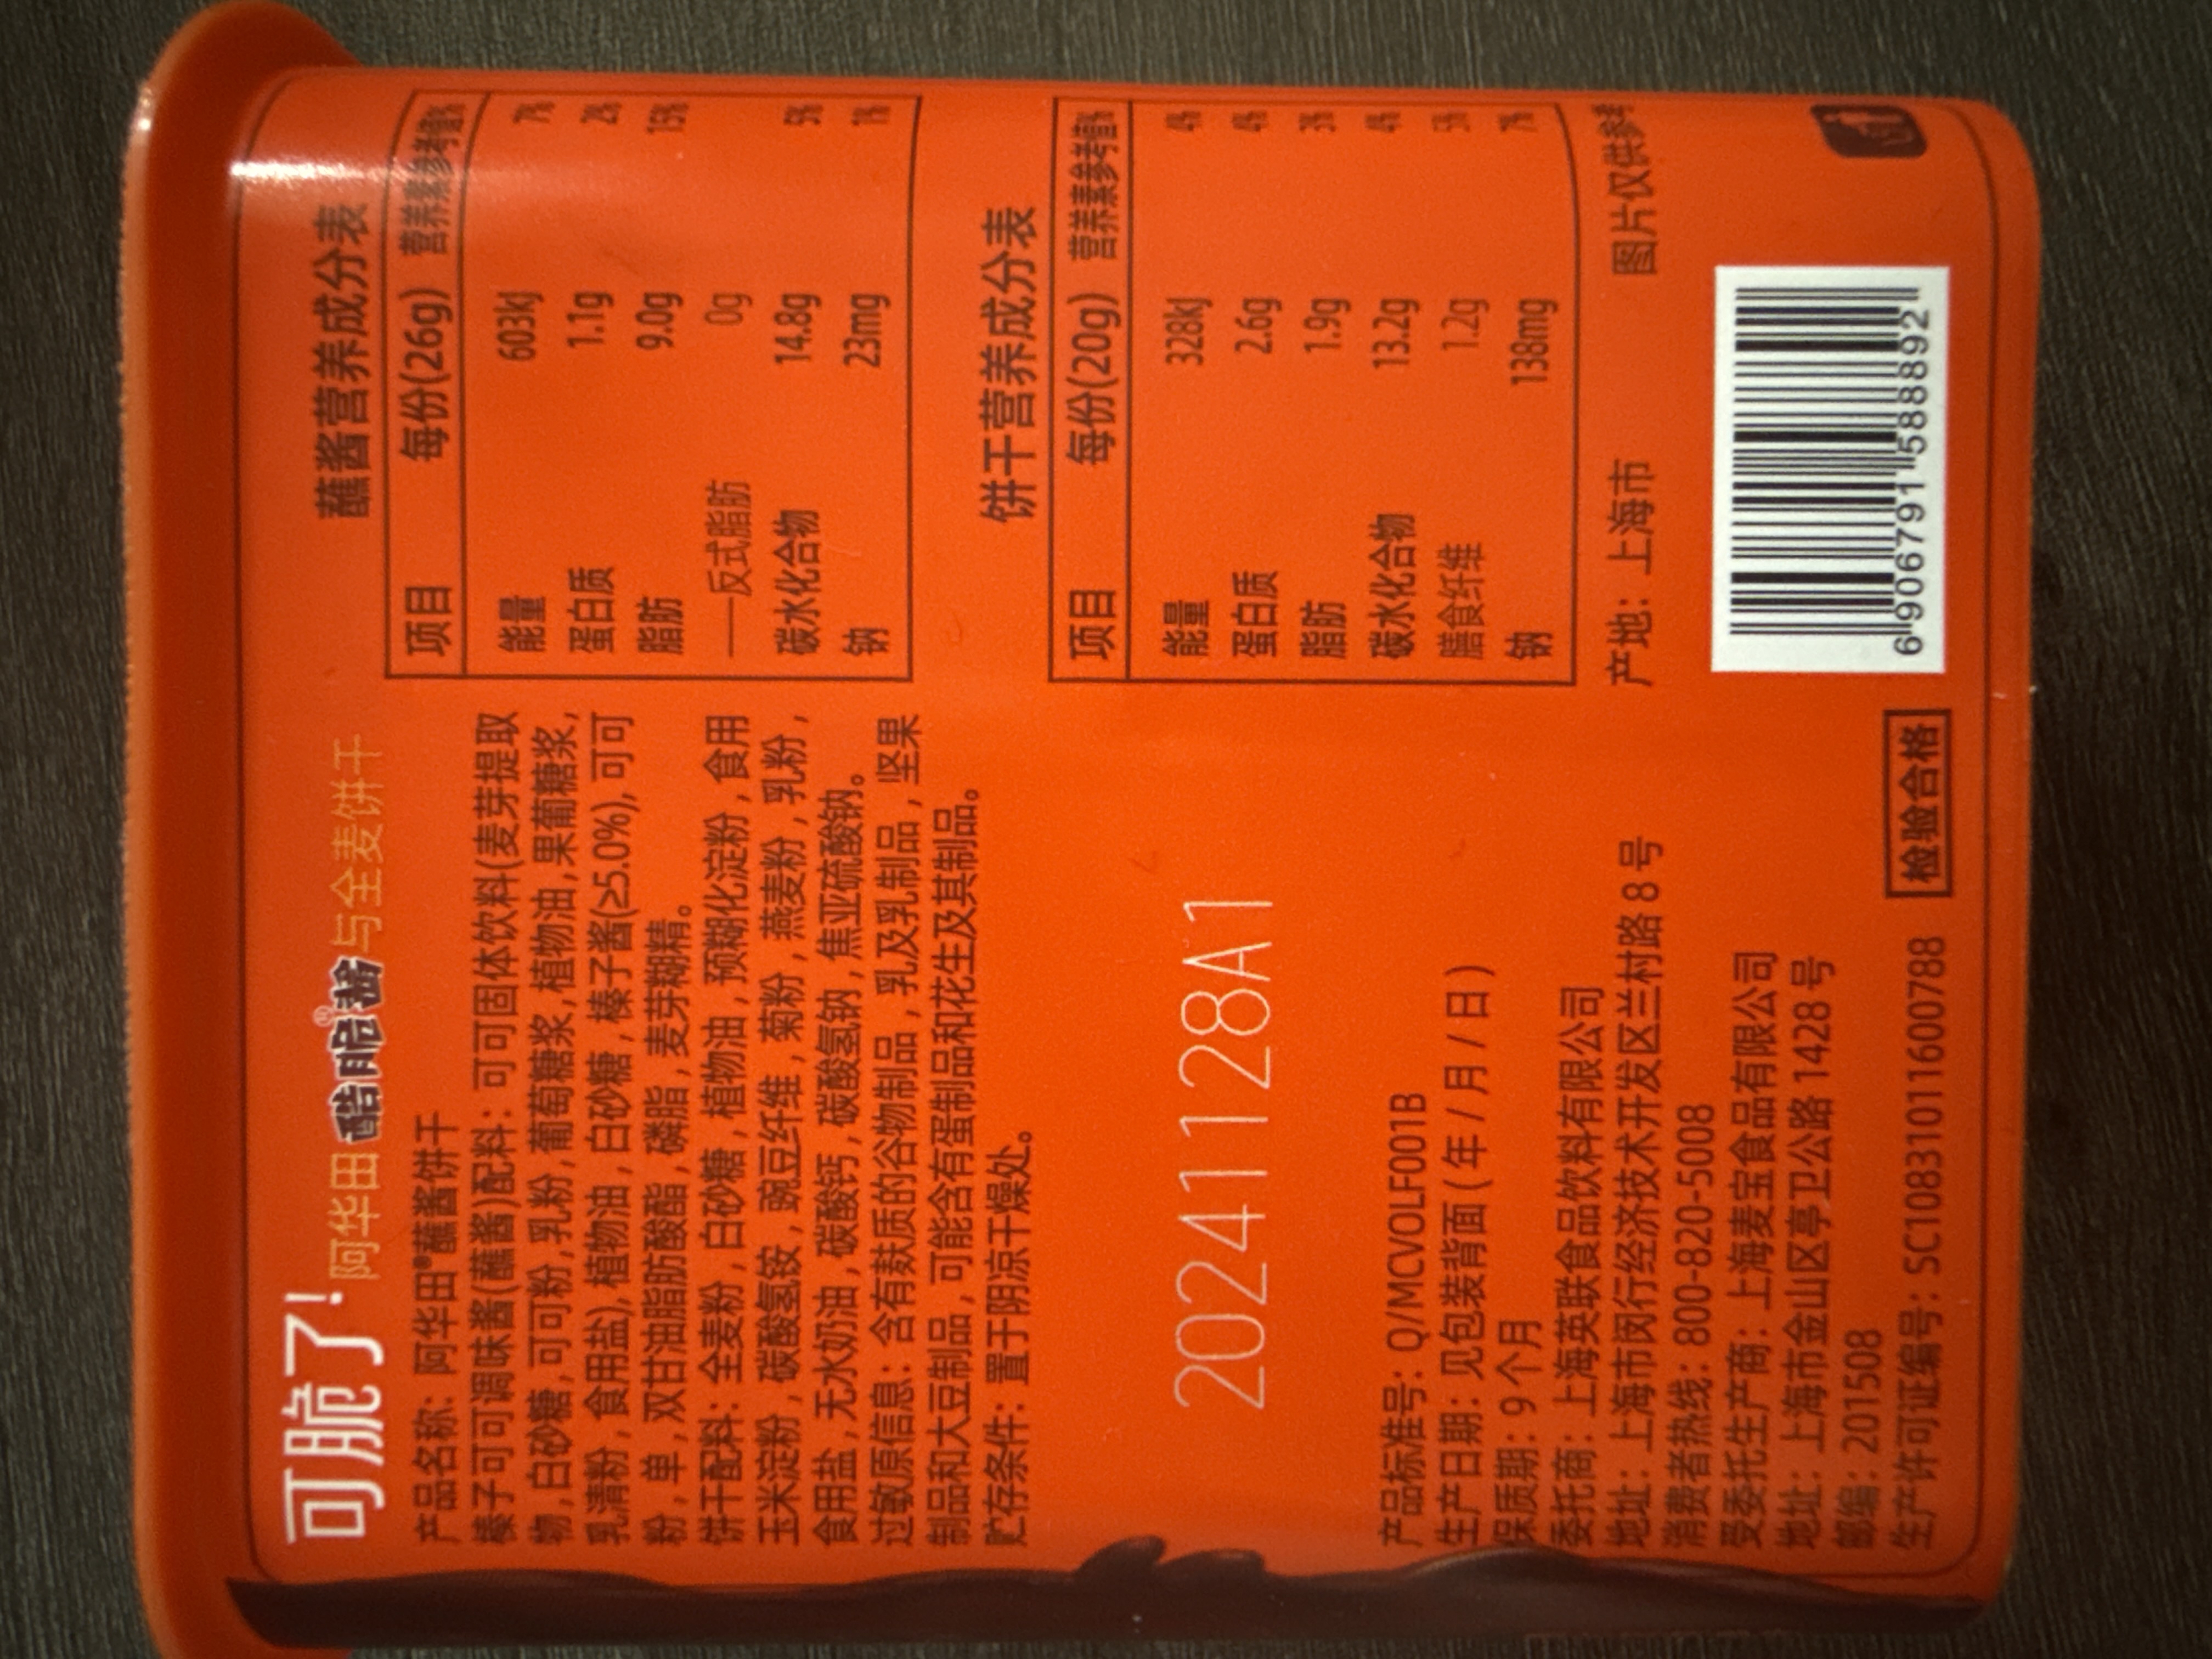 可脆了！阿华田酷脆酱®与全麦饼干
产品名称：阿华田®蘸酱饼干
榛子可可调味酱(蘸酱)配料：可可固体饮料(麦芽提取
物,白砂糖,可可粉,乳粉,葡萄糖浆,植物油,果葡糖浆,
乳清粉,食用盐),植物油,白砂糖,榛子酱(≥5.0%),可可
粉,单,双甘油脂肪酸酯,磷脂,麦芽糊精。
饼干配料：全麦粉,白砂糖,植物油,预糊化淀粉,食用
玉米淀粉,碳酸氢铵,豌豆纤维,菊粉,燕麦粉,乳粉,
食用盐,无水奶油,碳酸钙,碳酸氢钠,焦亚硫酸钠。
过敏原信息：含有麸质的谷物制品,乳及乳制品,坚果
制品和大豆制品,可能含有蛋制品和花生及其制品。
贮存条件：置于阴凉干燥处。
20241128A1
产品标准号：Q/MCVOLF001B
生产日期：见包装背面(年/月/日)
保质期：9个月
委托商：上海英联食品饮料有限公司
地址：上海市闵行经济技术开发区兰村路8号
消费者热线：800-820-5008
受委托生产商：上海麦宝食品有限公司
地址：上海市金山区亭卫公路1428号
邮编：201508
生产许可证编号：SC10831011600788
检验合格
蘸酱营养成分表
项目 每份(26g) 营养素参考值%
能量 603kJ 7%
蛋白质 1.1g 2%
脂肪 9.0g 15%
—反式脂肪 0g
碳水化合物 14.8g 5%
钠 23mg 1%
饼干营养成分表
项目 每份(20g) 营养素参考值%
能量 328kJ 4%
蛋白质 2.6g 4%
脂肪 1.9g 3%
碳水化合物 13.2g 4%
膳食纤维 1.2g 5%
钠 138mg 7%
产地：上海市 图片仅供参考
6906791588892